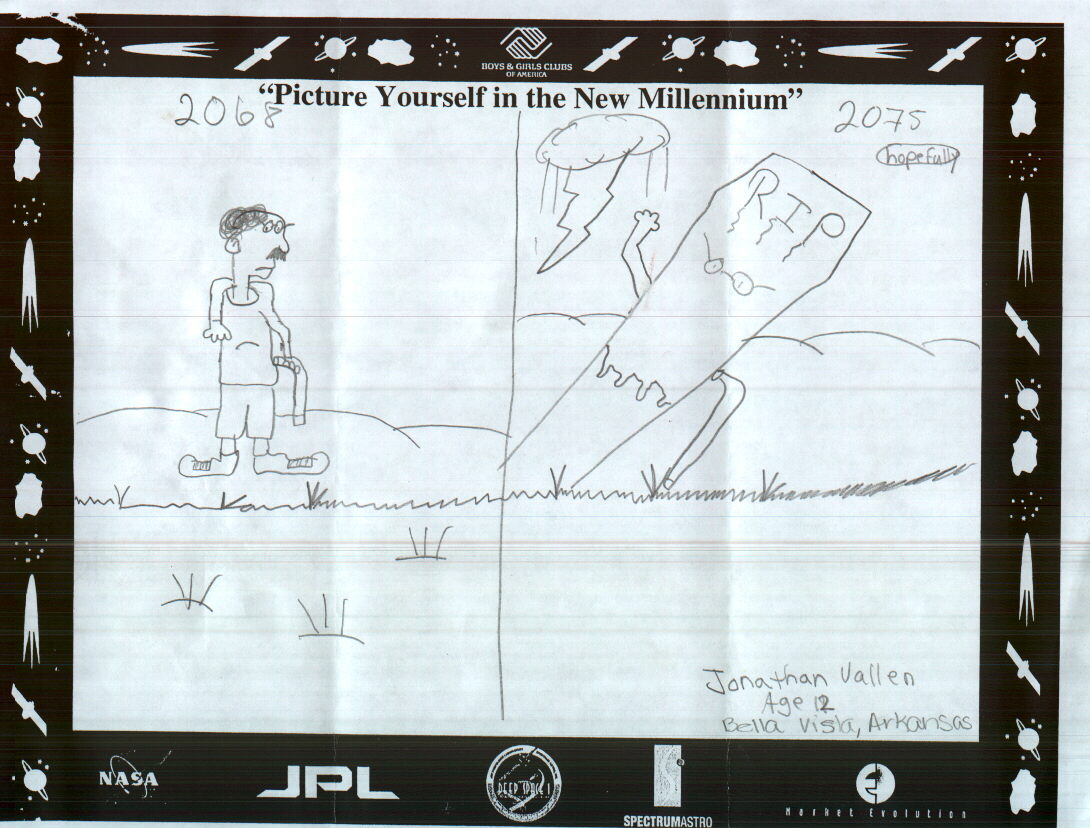 BOYS & GIRLS CLUBS
OF AMERICA
“Picture Yourself in the New Millennium”
2068
2075
hopefully
RIP
Jonathan Vallen
Age 12
Bella Vista, Arkansas
NASA
JPL
DEEP SPACE 1
SPECTRUMASTRO
Market Evolution